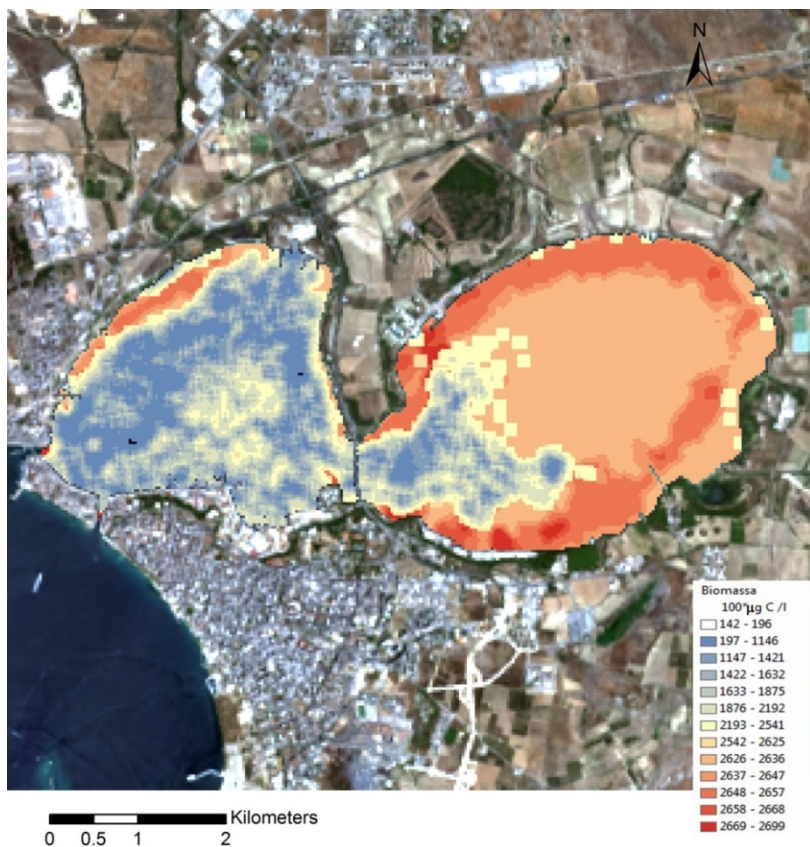 N
Biomassa
100*µg C /l
142 - 196
197 - 1146
1147 - 1421
1422 - 1632
1633 - 1875
1876 - 2192
2193 - 2541
2542 - 2625
2626 - 2636
2637 - 2647
2648 - 2657
2658 - 2668
2669 - 2699
Kilometers
0 0.5 1 2